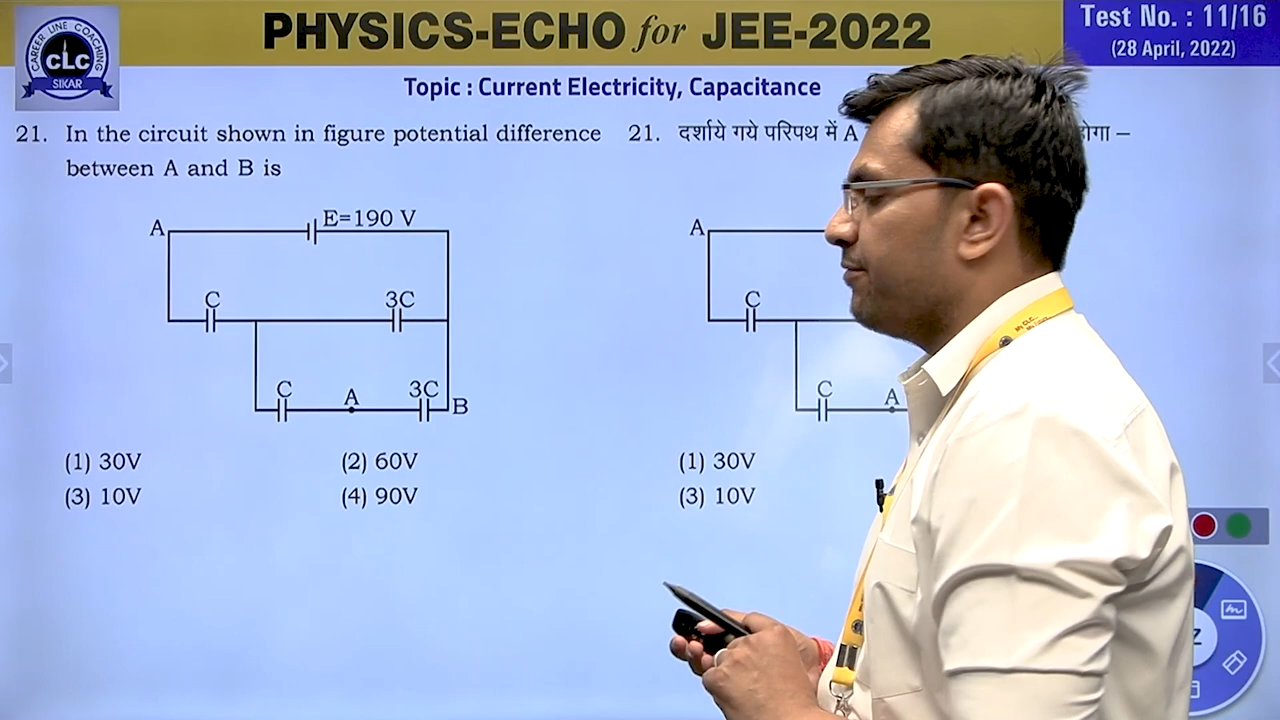 PHYSICS-ECHO for JEE-2022
Test No. : 11/16
(28 April, 2022)
CAREER LINE COACHING
CLC
SIKAR
Topic : Current Electricity, Capacitance
21. In the circuit shown in figure potential difference
between A and B is
A
E=190 V
C
3C
C
A
3C
B
(1) 30V
(2) 60V
(3) 10V
(4) 90V
21. दर्शाये गये परिपथ में A
होगा –
A
C
C
A
(1) 30V
(3) 10V